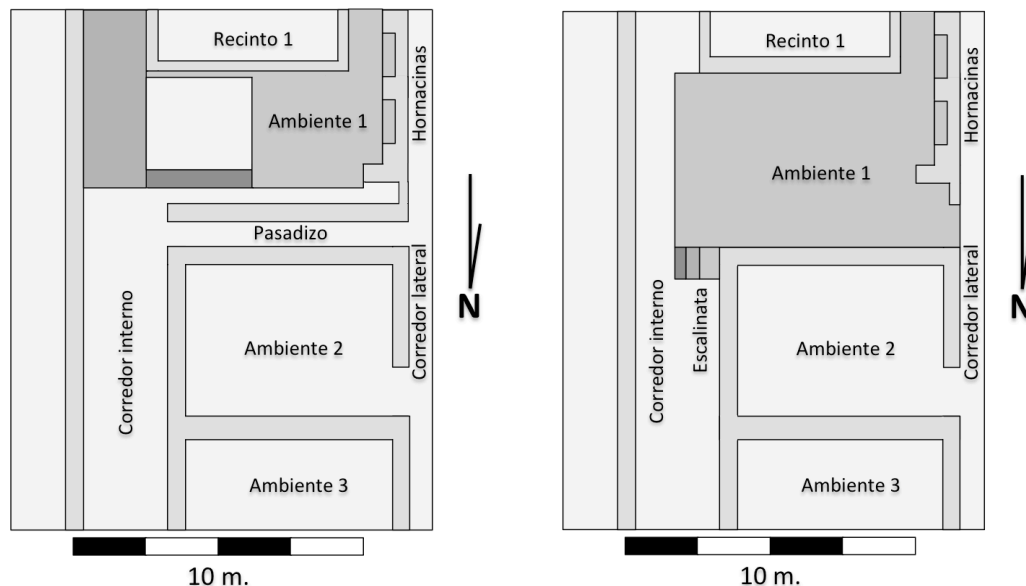 Recinto 1
Hornacinas
Ambiente 1
Pasadizo
N
Corredor interno
Corredor lateral
Ambiente 2
Ambiente 3
10 m.
Recinto 1
Hornacinas
Ambiente 1
N
Corredor interno
Escalinata
Corredor lateral
Ambiente 2
Ambiente 3
10 m.